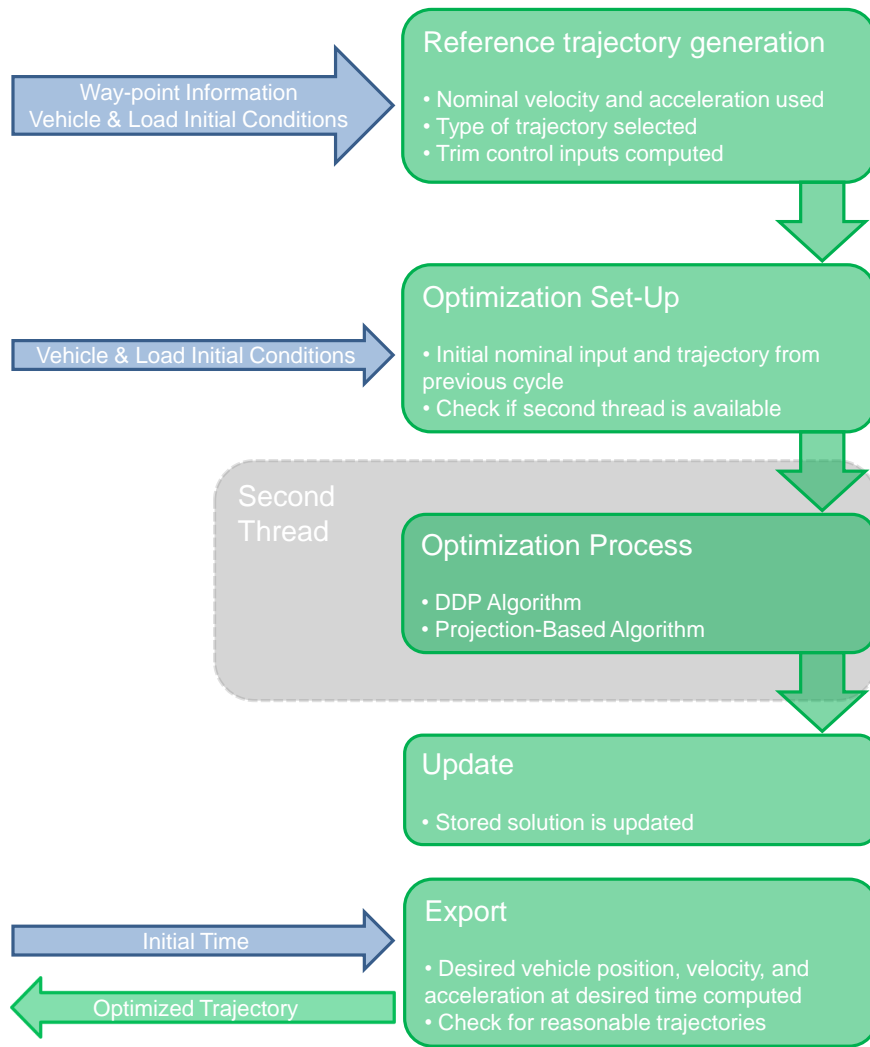 Reference trajectory generation
Way-point Information
Vehicle & Load Initial Conditions
• Nominal velocity and acceleration used
• Type of trajectory selected
• Trim control inputs computed
Optimization Set-Up
Vehicle & Load Initial Conditions
• Initial nominal input and trajectory from
previous cycle
• Check if second thread is available
Second
Thread
Optimization Process
• DDP Algorithm
• Projection-Based Algorithm
Update
• Stored solution is updated
Export
Initial Time
• Desired vehicle position, velocity, and
acceleration at desired time computed
• Check for reasonable trajectories
Optimized Trajectory